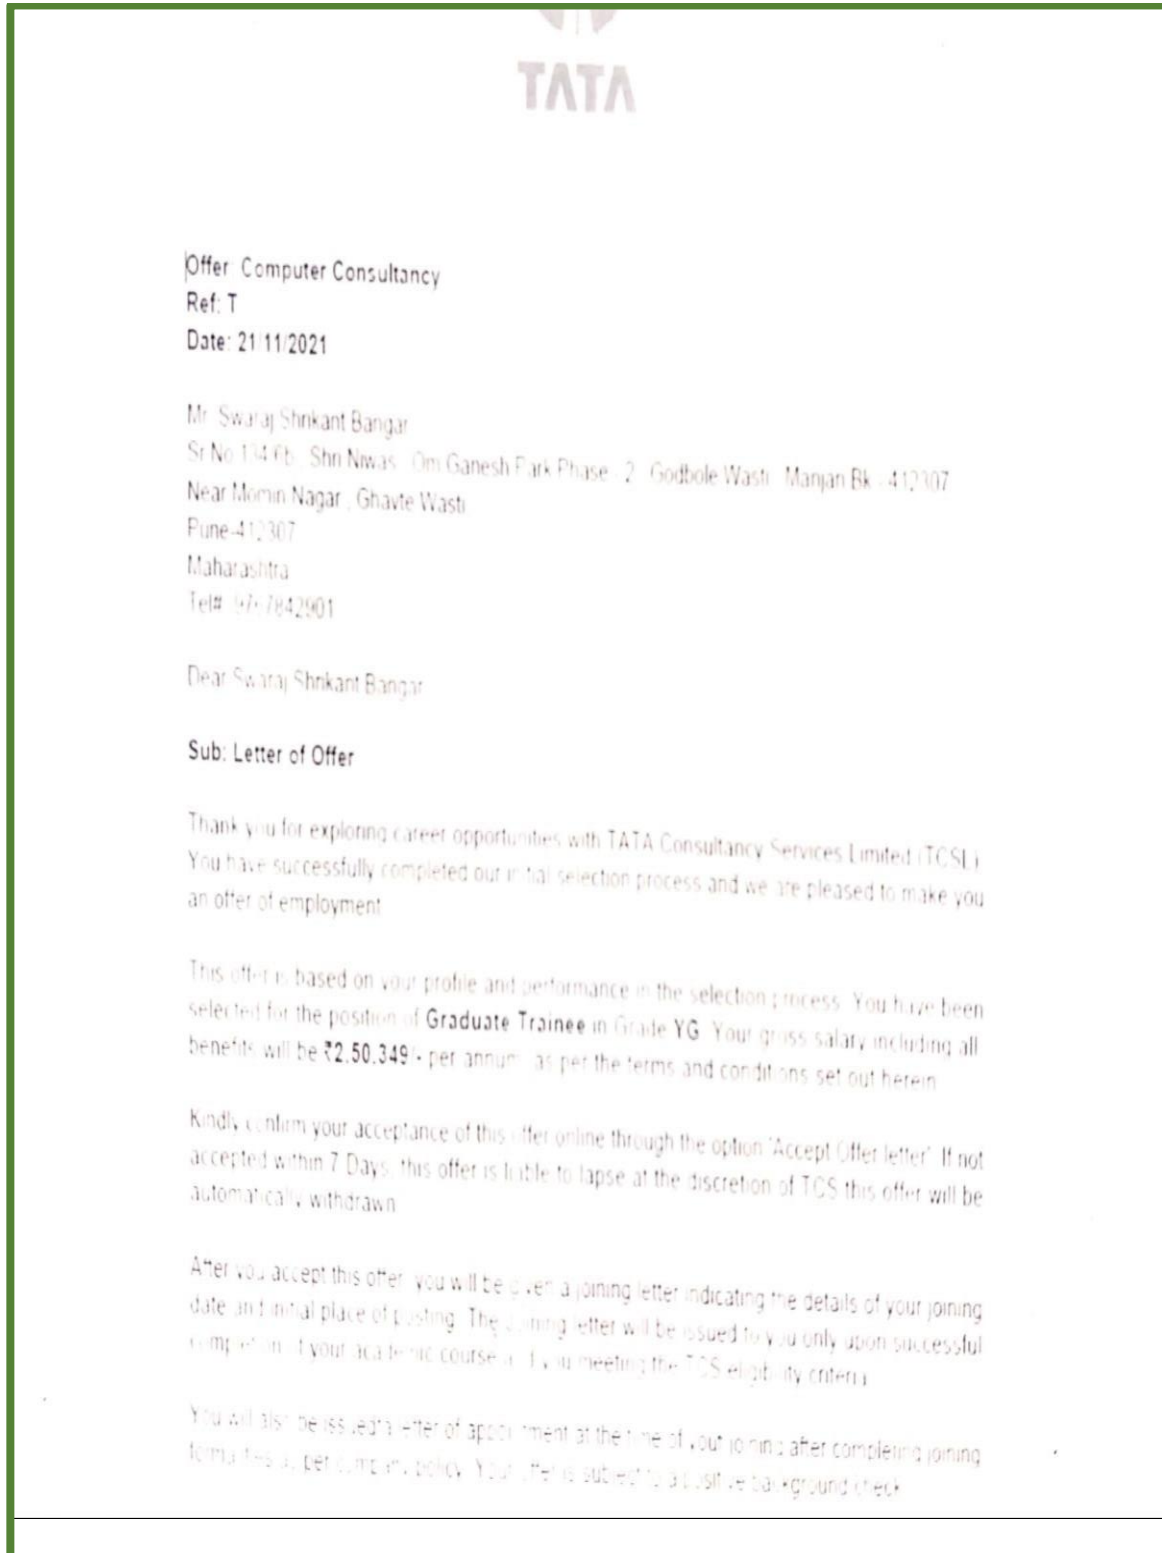 TATA
Offer: Computer Consultancy
Ref: T
Date: 21/11/2021
Mr. Swaraj Shrikant Bangar
Sr No 134 Shri Niwas Om Ganesh Park Phase 2 Godbole Wasti Manjari Bk - 412307
Near Momin Nagar, Ghavte Wasti
Pune-412307
Maharashtra
Tel#
Dear Swaraj Shrikant Bangar
Sub: Letter of Offer
Thank you for exploring career opportunities with TATA Consultancy Services Limited (TCSL)
You have successfully completed our initial selection process and we are pleased to make you
an offer of employment
This offer is based on your profile and performance in the selection process. You have been
selected for the position of Graduate Trainee in Grade YG. Your gross salary including all
benefits will be ₹2,50,349/- per annum, as per the terms and conditions set out herein
Kindly confirm your acceptance of this offer online through the option 'Accept Offer letter'. If not
accepted within 7 Days, this offer is liable to lapse at the discretion of TCS this offer will be
automatically withdrawn
After you accept this offer, you will be given a joining letter indicating the details of your joining
date and initial place of posting. The joining letter will be issued to you only upon successful
completion of your academic course and you meeting the TCS eligibility criteria
You will also be issued a letter of appointment at the time of your joining after completing joining
formalities as per company policy. Your offer is subject to a positive background check